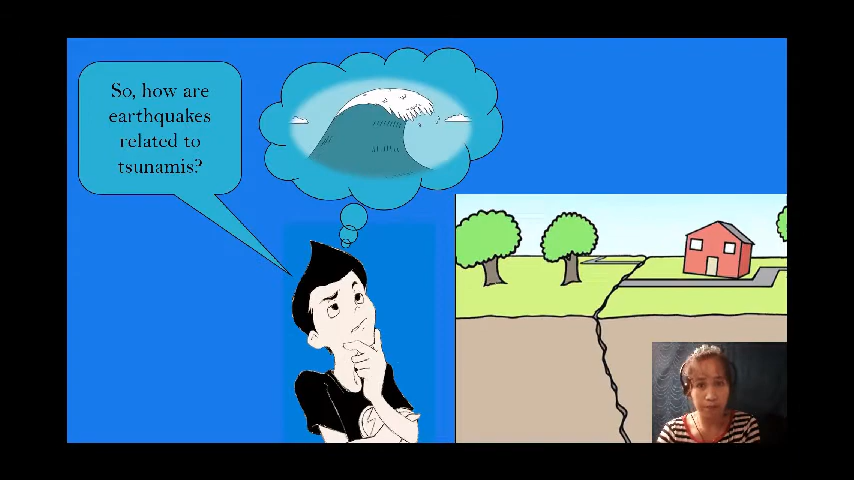 So, how are
earthquakes
related to
tsunamis?